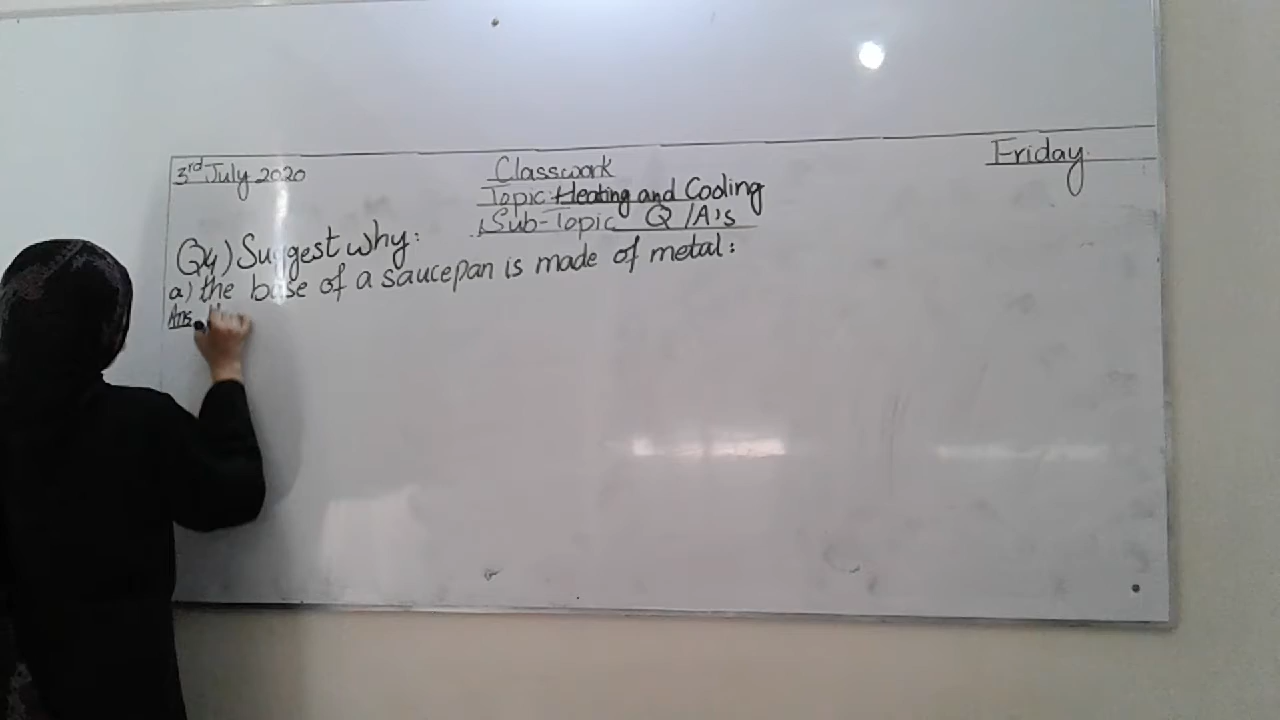 3rd July 2020
Classwork
Friday
Topic: Heating and Cooling
Sub-Topic Q/A's
Q4) Suggest why:
a) the base of a saucepan is made of metal:
Ans.